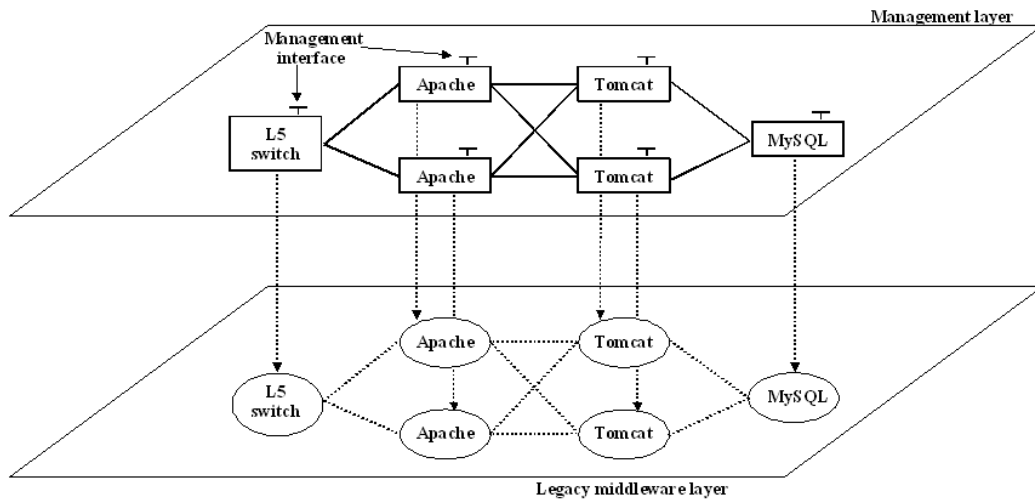 Management layer
Management
interface
Apache
Tomcat
L5
switch
MySQL
Apache
Tomcat
Apache
Tomcat
L5
switch
MySQL
Apache
Tomcat
Legacy middleware layer